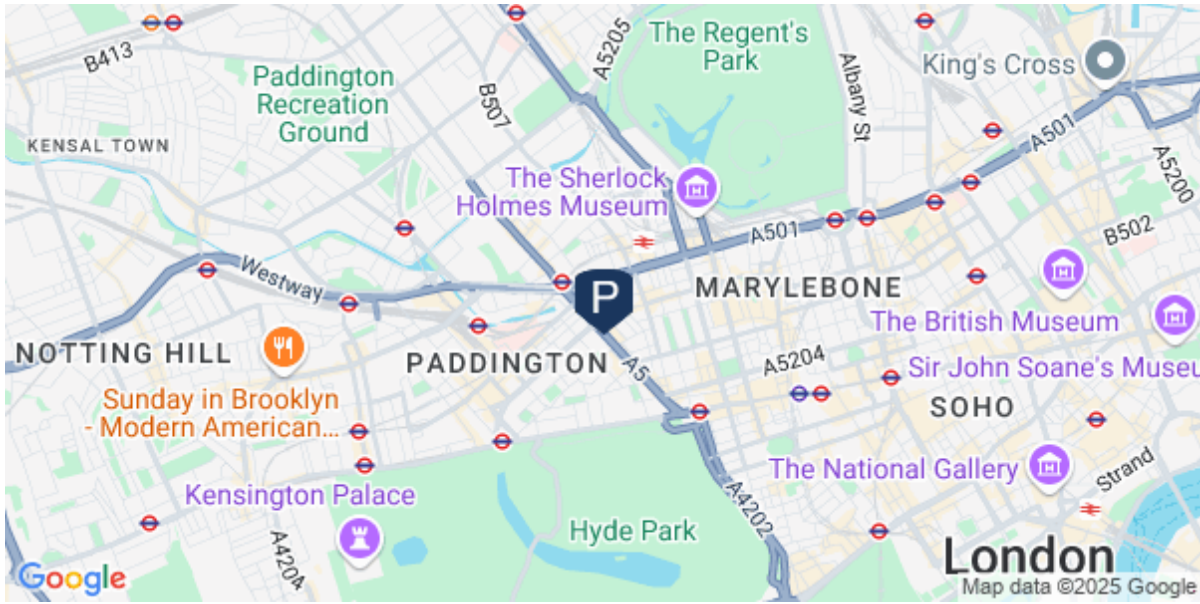 B413
A5205
The Regent's
Park
Albany St
King's Cross
Paddington
Recreation
Ground
B507
A501
KENSAL TOWN
A5200
The Sherlock
Holmes Museum
A501
B502
Westway
MARYLEBONE
The British Museum
P
NOTTING HILL
PADDINGTON
A5
A5204
Sir John Soane's Museu
Sunday in Brooklyn
- Modern American...
SOHO
The National Gallery
Strand
Kensington Palace
A4202
Hyde Park
A4204
London
Google
Map data ©2025 Google